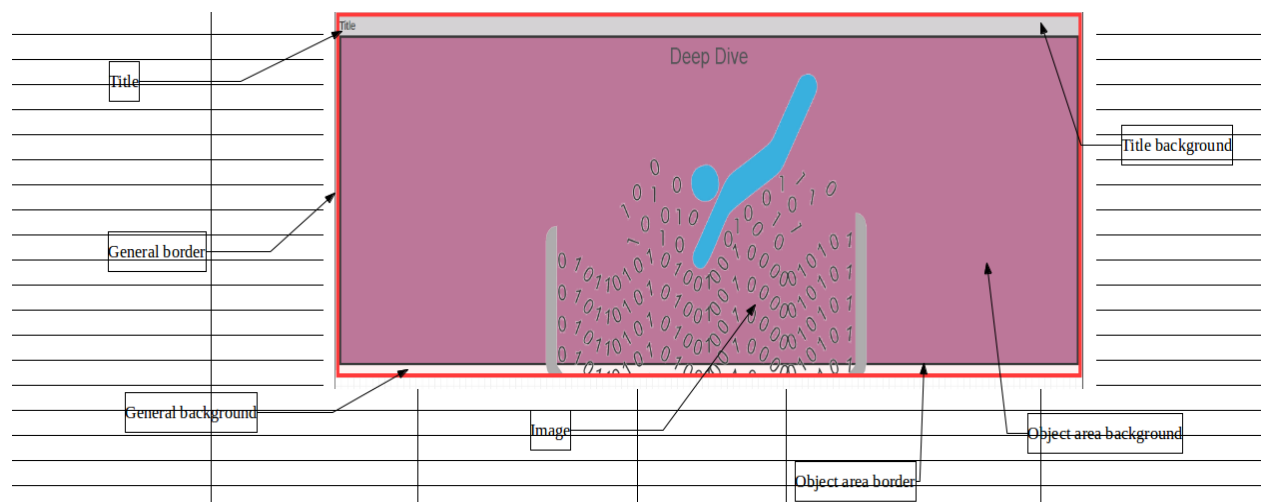 Title
Deep Dive
Title
Title background
General border
General background
Image
Object area background
Object area border